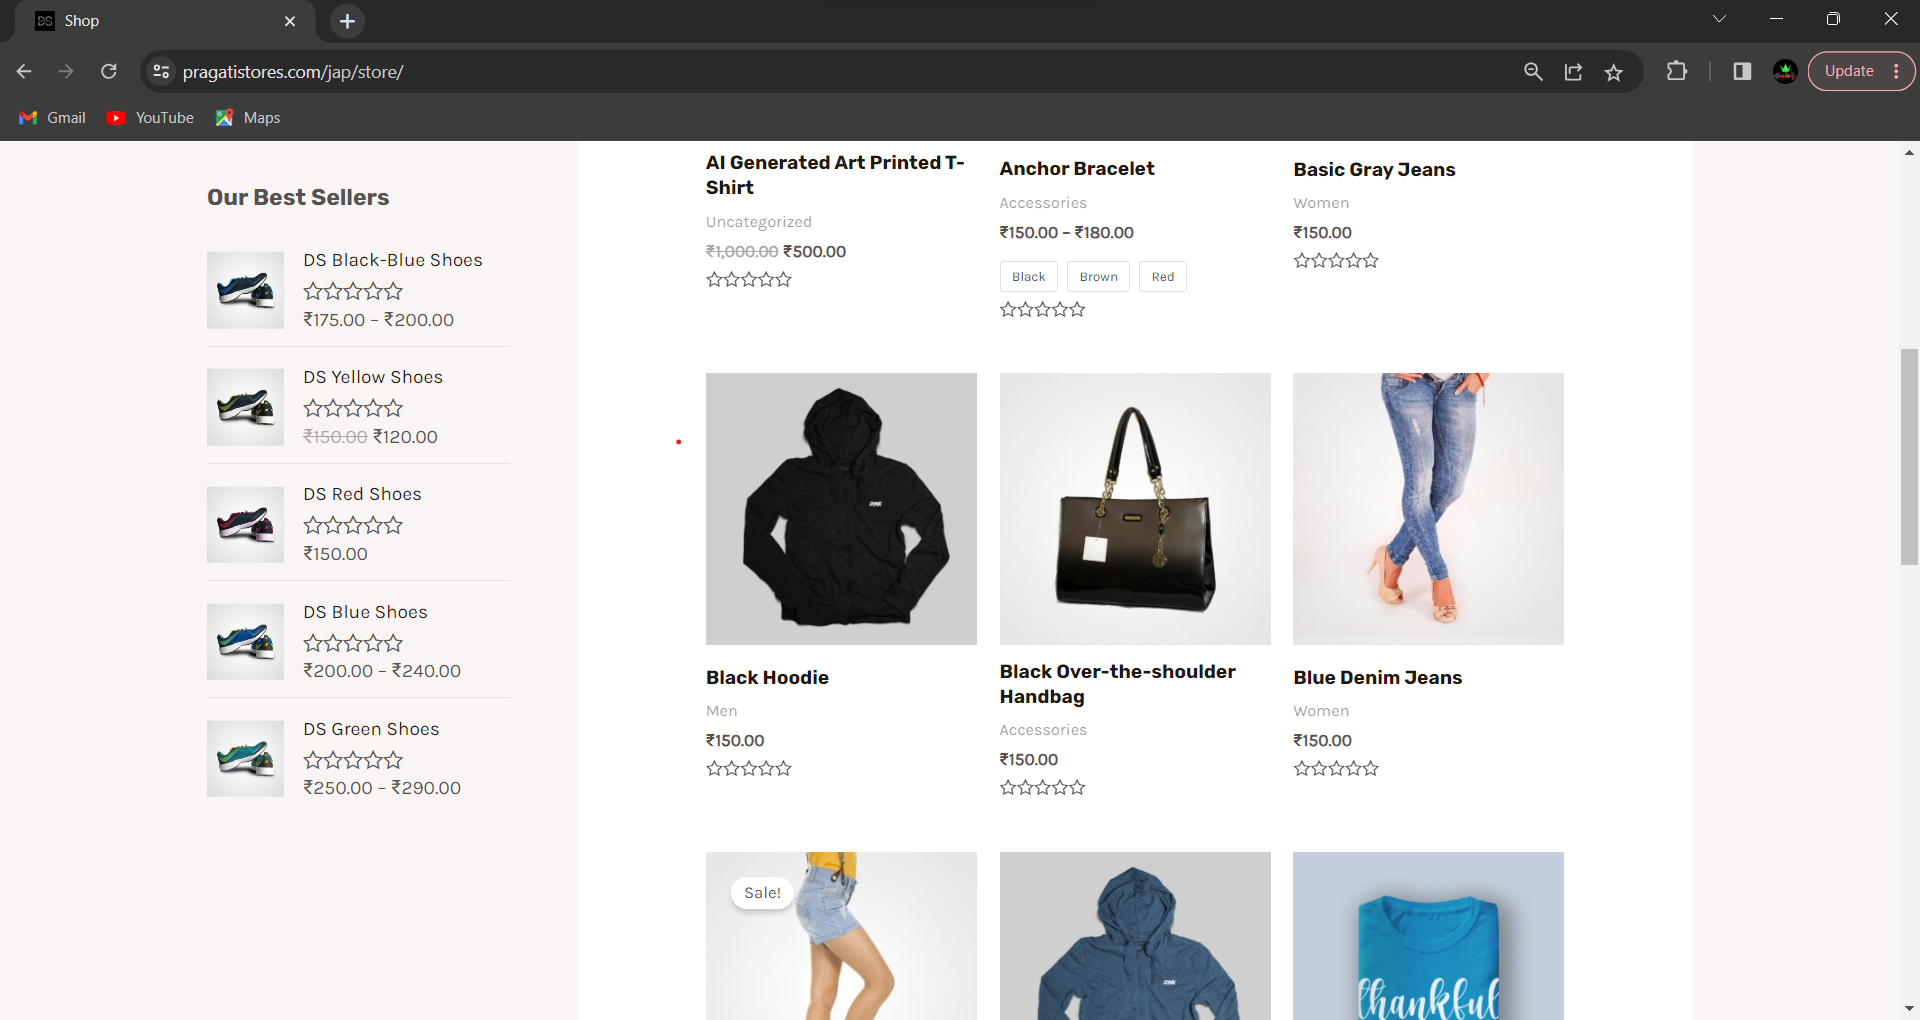 Shop
pragatistores.com/jap/store/
Update
Gmail
YouTube
Maps
Our Best Sellers
DS Black-Blue Shoes
₹175.00 – ₹200.00
DS Yellow Shoes
₹150.00 ₹120.00
DS Red Shoes
₹150.00
DS Blue Shoes
₹200.00 – ₹240.00
DS Green Shoes
₹250.00 – ₹290.00
AI Generated Art Printed T-
Shirt
Uncategorized
₹1,000.00 ₹500.00
Anchor Bracelet
Accessories
₹150.00 – ₹180.00
Black Brown Red
Basic Gray Jeans
Women
₹150.00
DNK
Black Hoodie
Men
₹150.00
Black Over-the-shoulder
Handbag
Accessories
₹150.00
Blue Denim Jeans
Women
₹150.00
Sale!
DNK
thankful